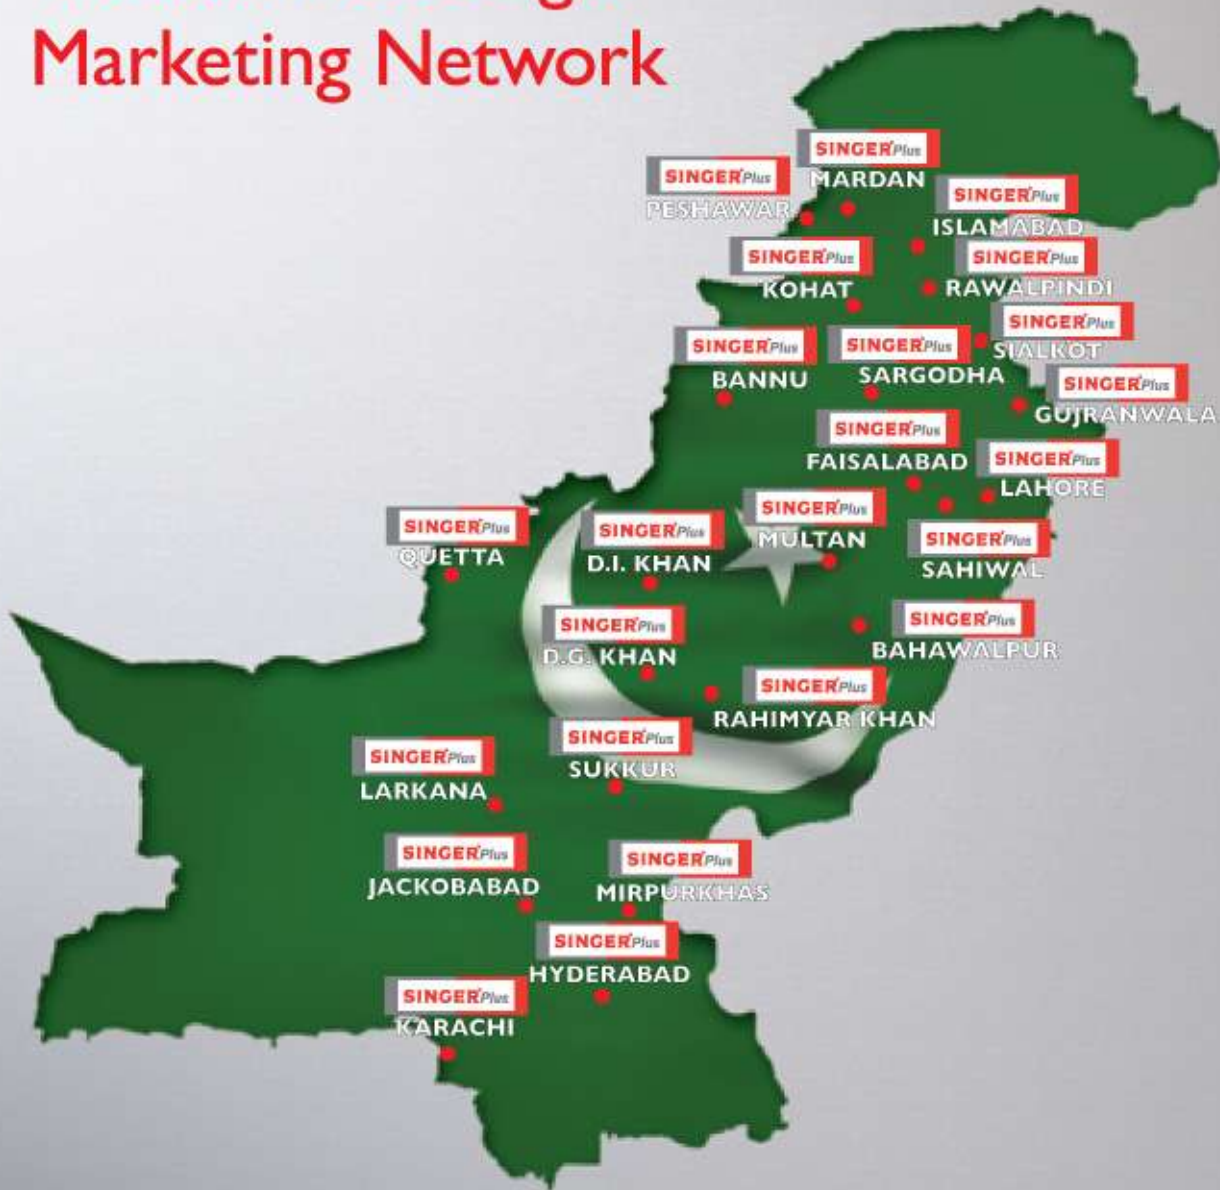 Marketing Network
SINGER Plus
MARDAN
SINGER Plus
PESHAWAR
SINGER Plus
ISLAMABAD
SINGER Plus
KOHAT
SINGER Plus
RAWALPINDI
SINGER Plus
SIALKOT
SINGER Plus
BANNU
SINGER Plus
SARGODHA
SINGER Plus
GUJRANWALA
SINGER Plus
FAISALABAD
SINGER Plus
LAHORE
SINGER Plus
QUETTA
SINGER Plus
D.I. KHAN
SINGER Plus
MULTAN
SINGER Plus
SAHIWAL
SINGER Plus
D.G. KHAN
SINGER Plus
BAHAWALPUR
SINGER Plus
RAHIMYAR KHAN
SINGER Plus
SUKKUR
SINGER Plus
LARKANA
SINGER Plus
JACKOBABAD
SINGER Plus
MIRPURKHAS
SINGER Plus
HYDERABAD
SINGER Plus
KARACHI